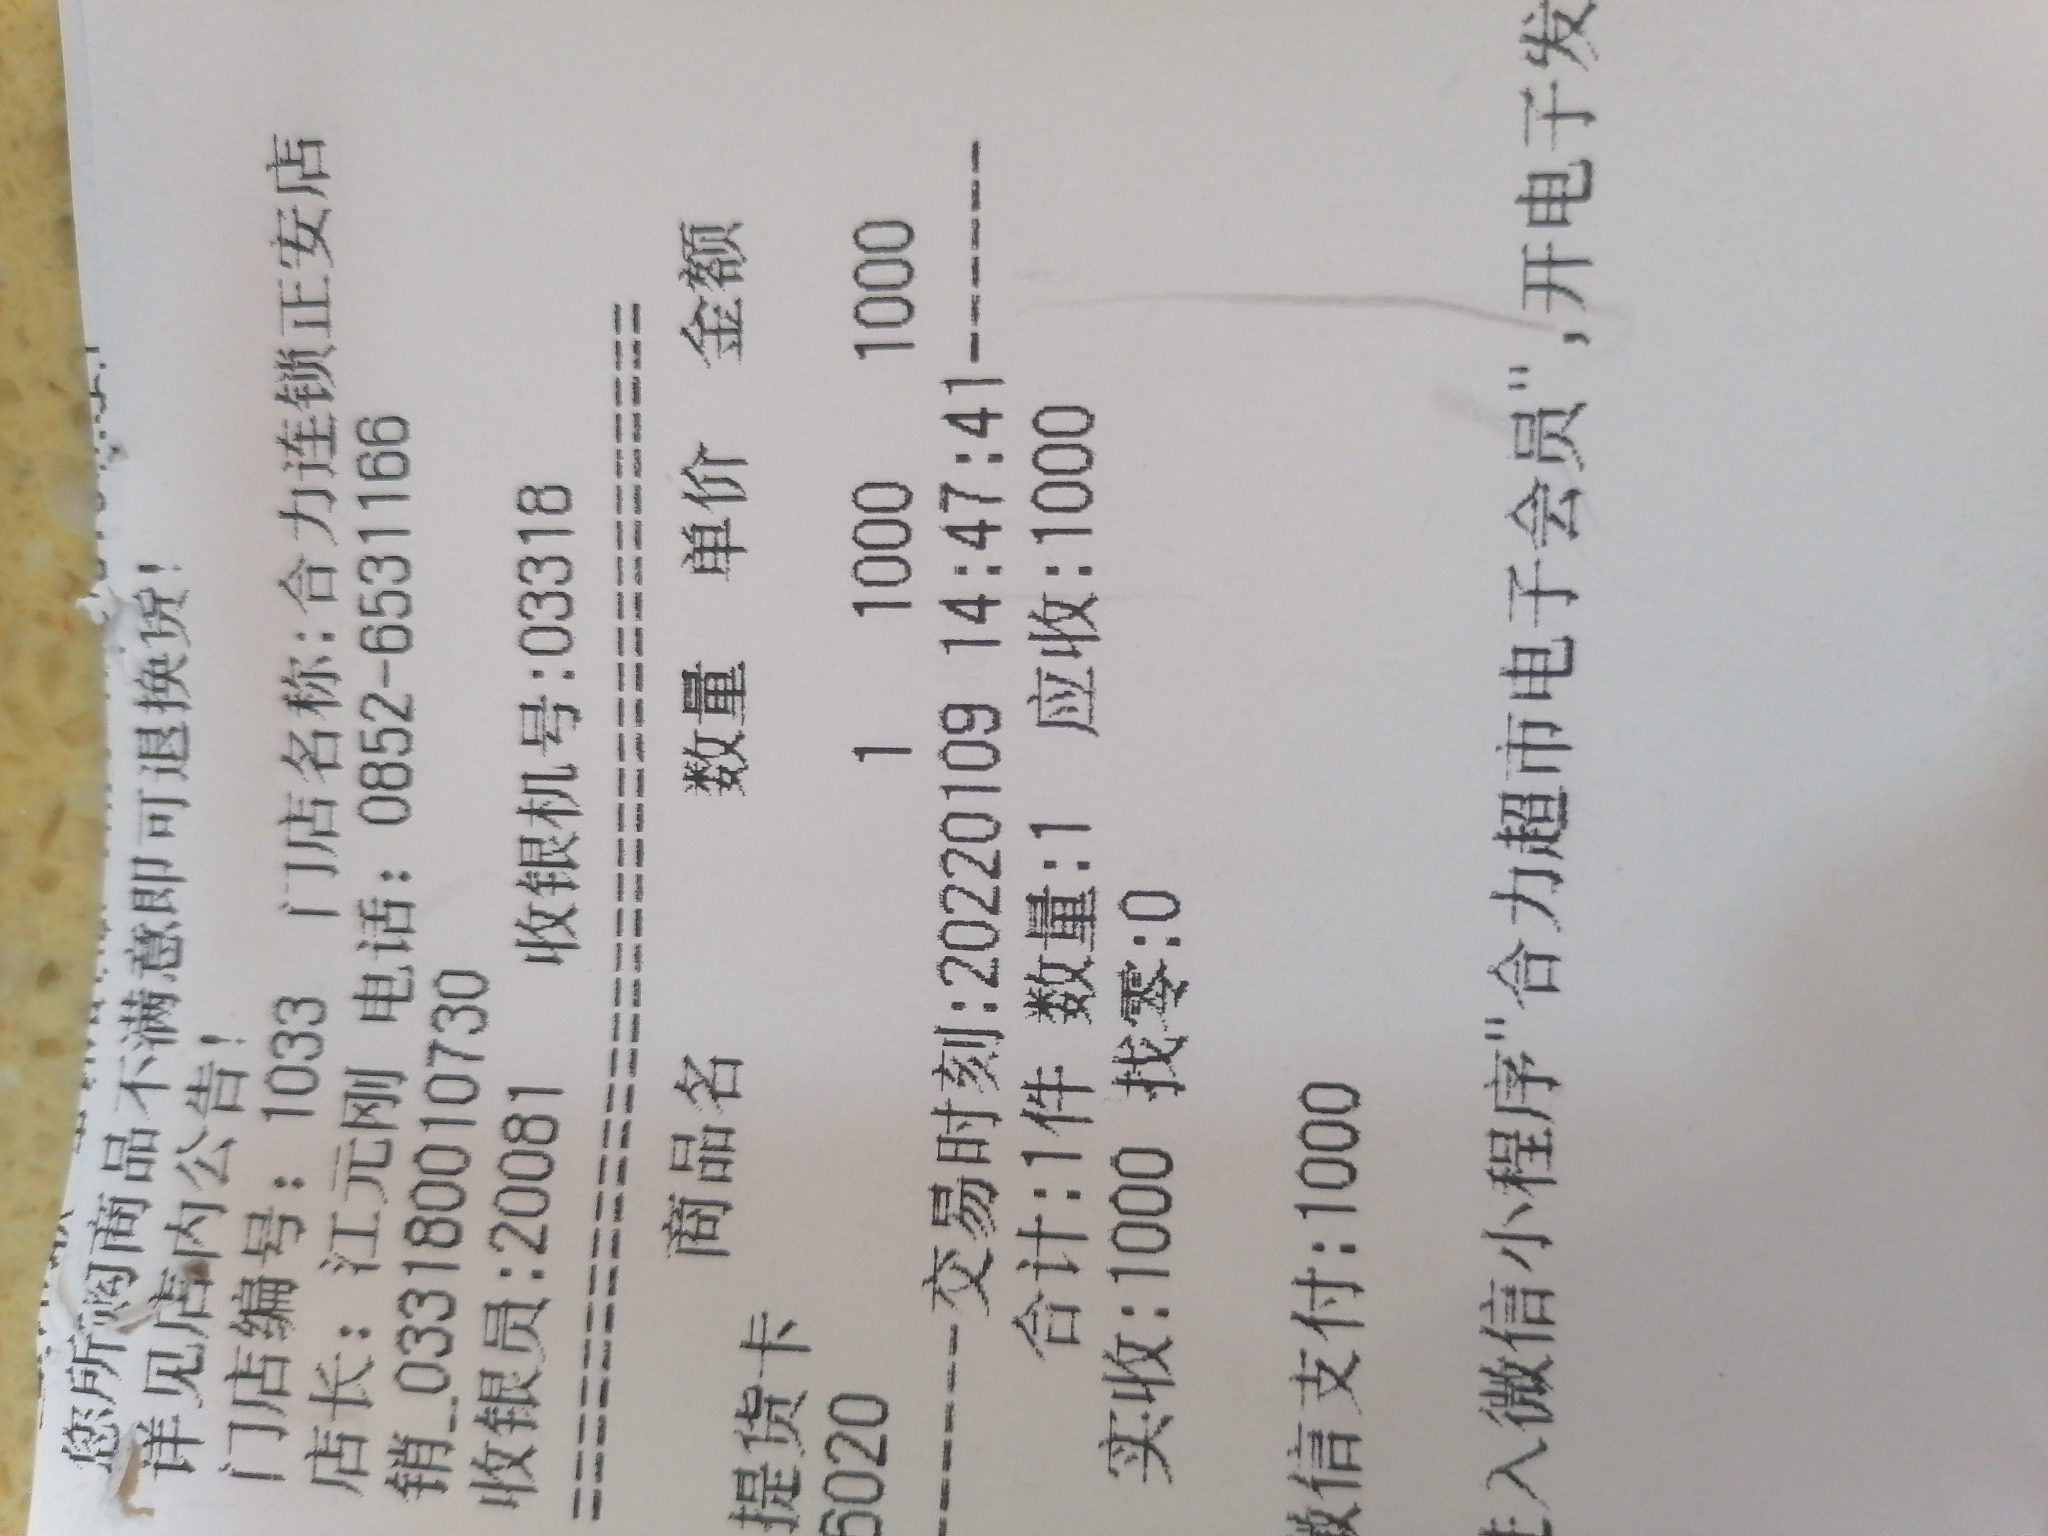 您所购商品不满意即可退换货!
详见店内公告!
门店编号: 1033 门店名称:合力连锁正安店
店长: 江元刚 电话: 0852-6531166
销_033180010730
收银员:20081 收银机号:03318
==========================================
商品名 数量 单价 金额
提货卡
6020 1 1000 1000
------交易时刻:20220109 14:47:41------
合计:1件 数量:1 应收:1000
实收:1000 找零:0
微信支付:1000
入微信小程序"合力超市电子会员",开电子发